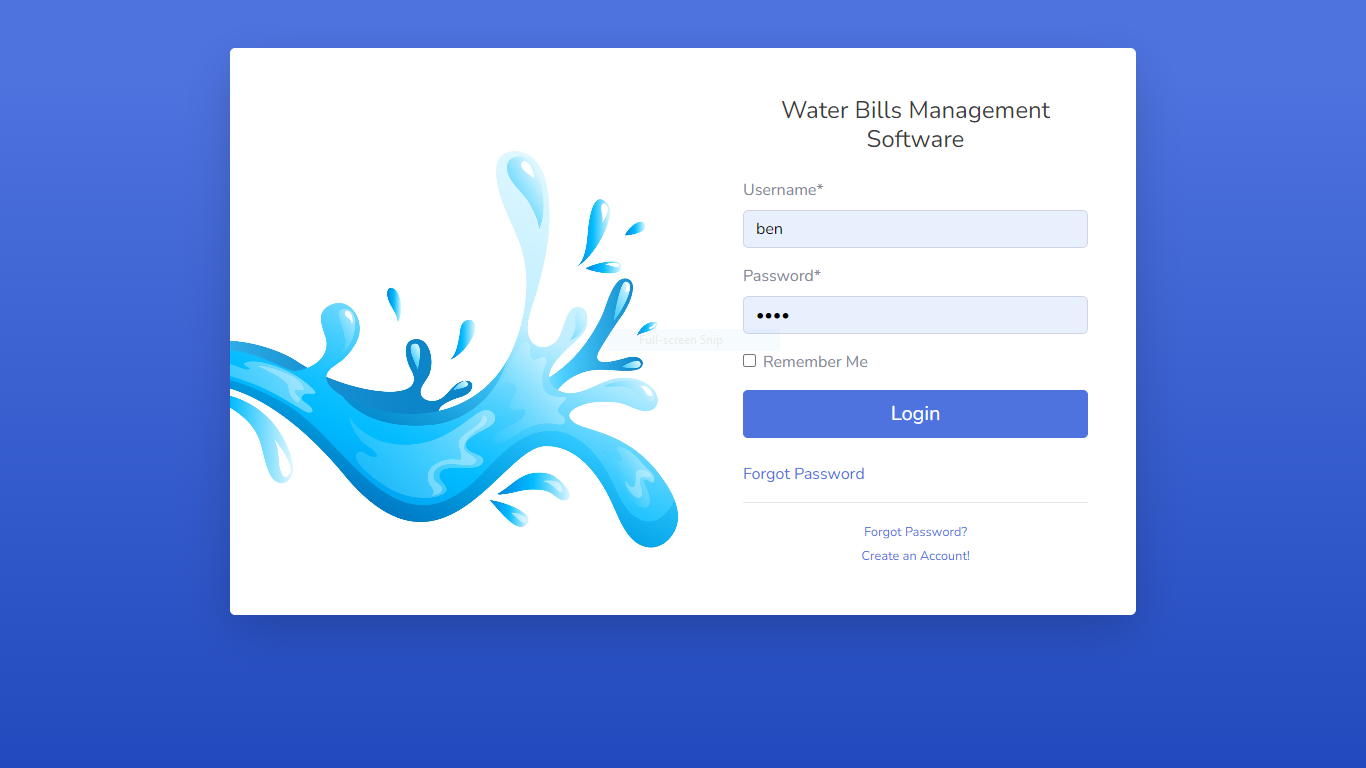 Water Bills Management
Software
Username*
ben
Password*
••••
Full-screen Snip
Remember Me
Login
Forgot Password
Forgot Password?
Create an Account!